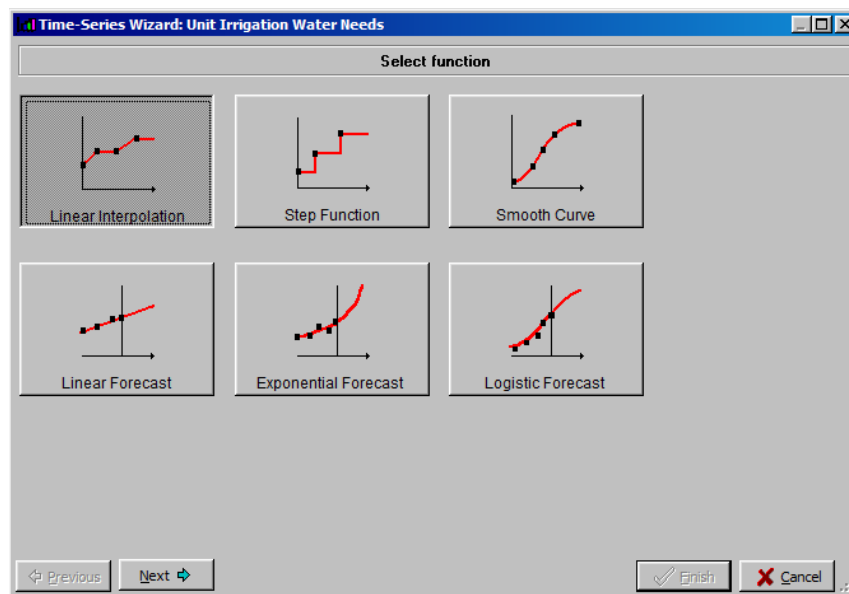 Time-Series Wizard: Unit Irrigation Water Needs
Select function
Linear Interpolation
Step Function
Smooth Curve
Linear Forecast
Exponential Forecast
Logistic Forecast
Previous
Next
Finish
Cancel